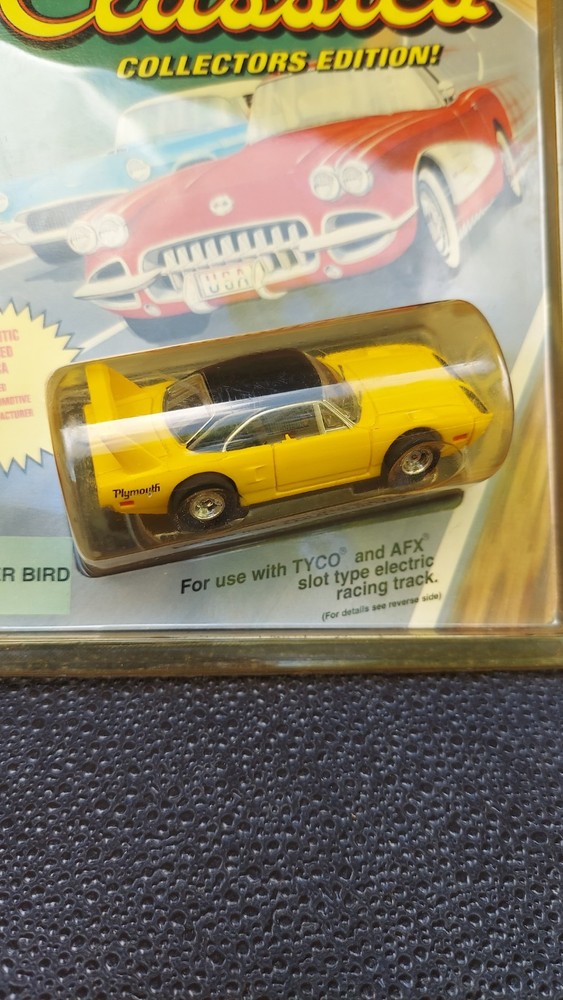 Classics
COLLECTORS EDITION!
USA
Plymouth
ER BIRD
For use with TYCO® and AFX®
slot type electric
racing track.
(For details see reverse side)